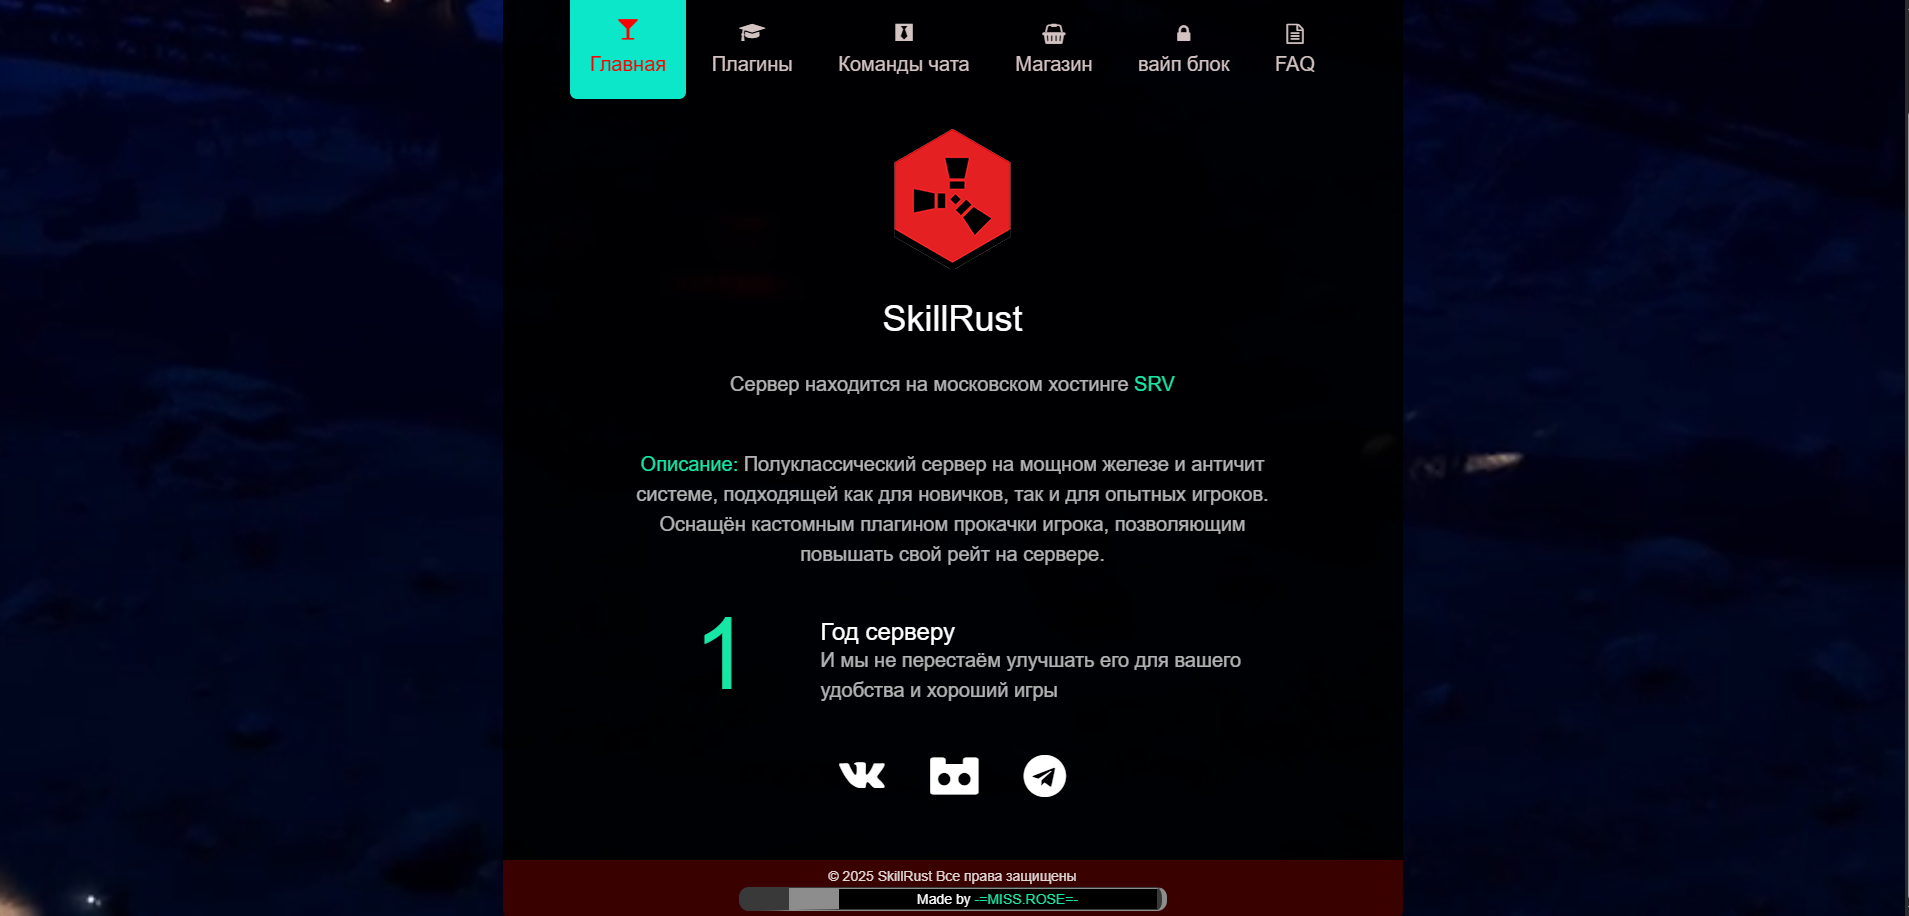 Главная
Плагины
Команды чата
Магазин
вайп блок
FAQ
SkillRust
Сервер находится на московском хостинге SRV
Описание: Полуклассический сервер на мощном железе и античит
системе, подходящей как для новичков, так и для опытных игроков.
Оснащён кастомным плагином прокачки игрока, позволяющим
повышать свой рейт на сервере.
1
Год серверу
И мы не перестаём улучшать его для вашего
удобства и хороший игры
© 2025 SkillRust Все права защищены
Made by -=MISS.ROSE=-